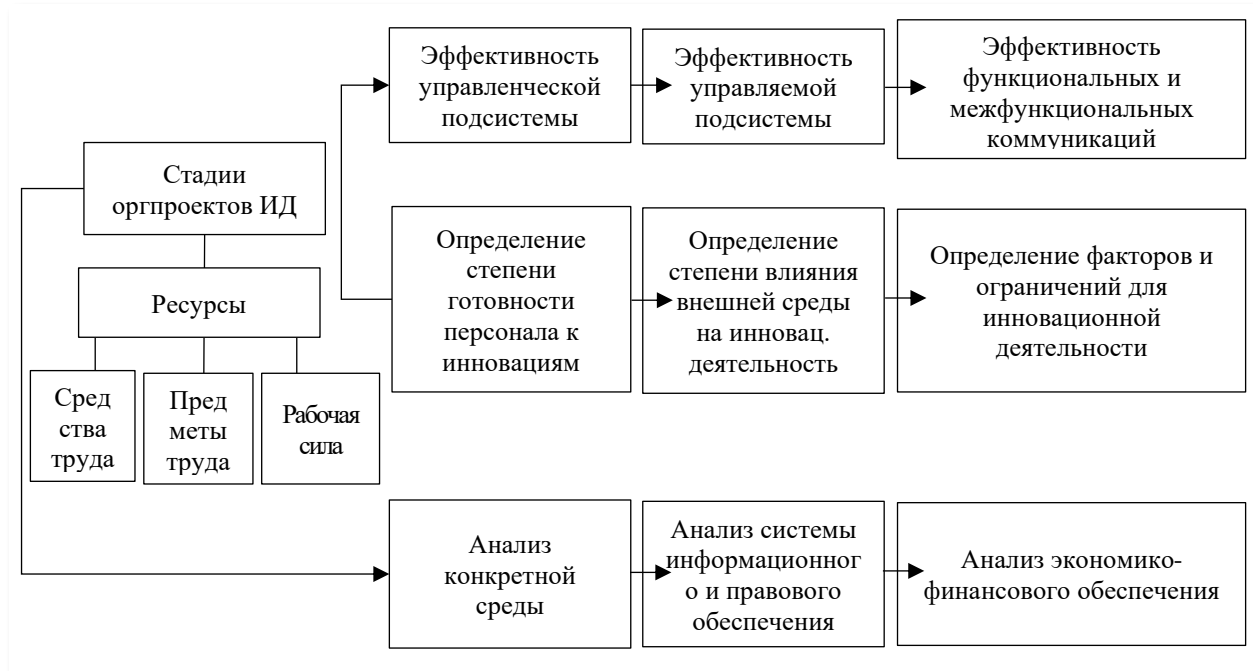 Эффективность
управленческой
подсистемы
Эффективность
управляемой
подсистемы
Эффективность
функциональных и
межфункциональных
коммуникаций
Стадии
оргпроектов ИД
Ресурсы
Сред
ства
труда
Пред
меты
труда
Рабочая
сила
Определение
степени
готовности
персонала к
инновациям
Определение
степени влияния
внешней среды
на инновац.
деятельность
Определение факторов и
ограничений для
инновационной
деятельности
Анализ
конкретной
среды
Анализ системы
информационног
о и правового
обеспечения
Анализ экономико-
финансового обеспечения